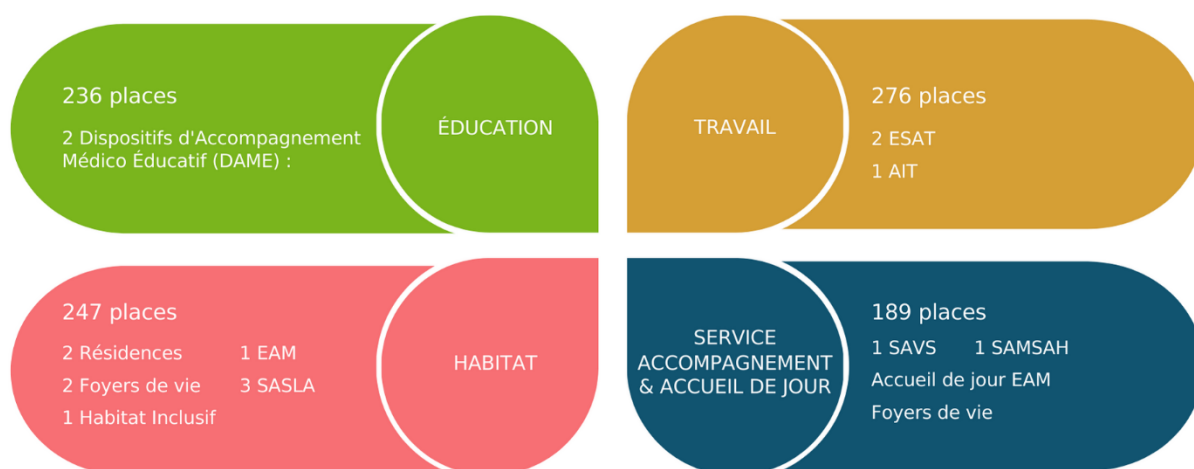 236 places
2 Dispositifs d'Accompagnement
Médico Éducatif (DAME) :
ÉDUCATION
TRAVAIL
276 places
2 ESAT
1 AIT
247 places
2 Résidences
1 EAM
2 Foyers de vie
3 SASLA
1 Habitat Inclusif
HABITAT
SERVICE
ACCOMPAGNEMENT
& ACCUEIL DE JOUR
189 places
1 SAVS
1 SAMSAH
Accueil de jour EAM
Foyers de vie